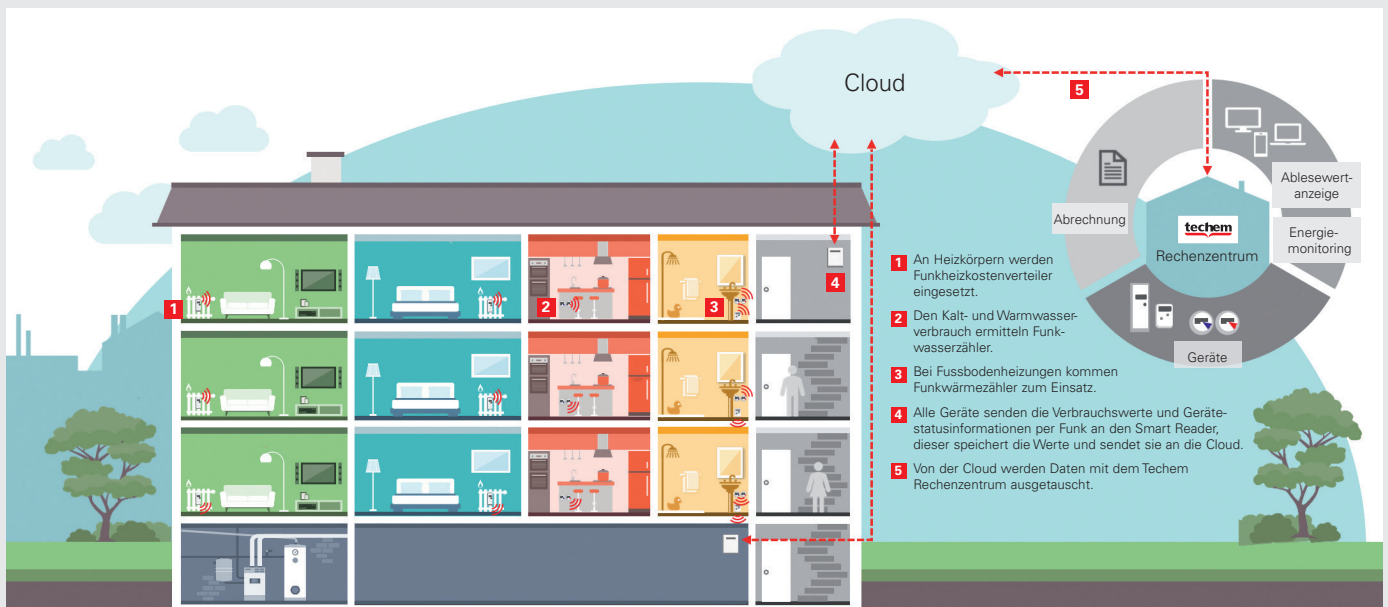 Cloud
5
Abrechnung
Ablesewert-
anzeige
Energie-
monitoring
techem
Rechenzentrum
Geräte
1
2
3
4
1 An Heizkörpern werden
Funkheizkostenverteiler
eingesetzt.
2 Den Kalt- und Warmwasser-
verbrauch ermitteln Funk-
wasserzähler.
3 Bei Fussbodenheizungen kommen
Funkwärmezähler zum Einsatz.
4 Alle Geräte senden die Verbrauchswerte und Geräte-
statusinformationen per Funk an den Smart Reader,
dieser speichert die Werte und sendet sie an die Cloud.
5 Von der Cloud werden Daten mit dem Techem
Rechenzentrum ausgetauscht.